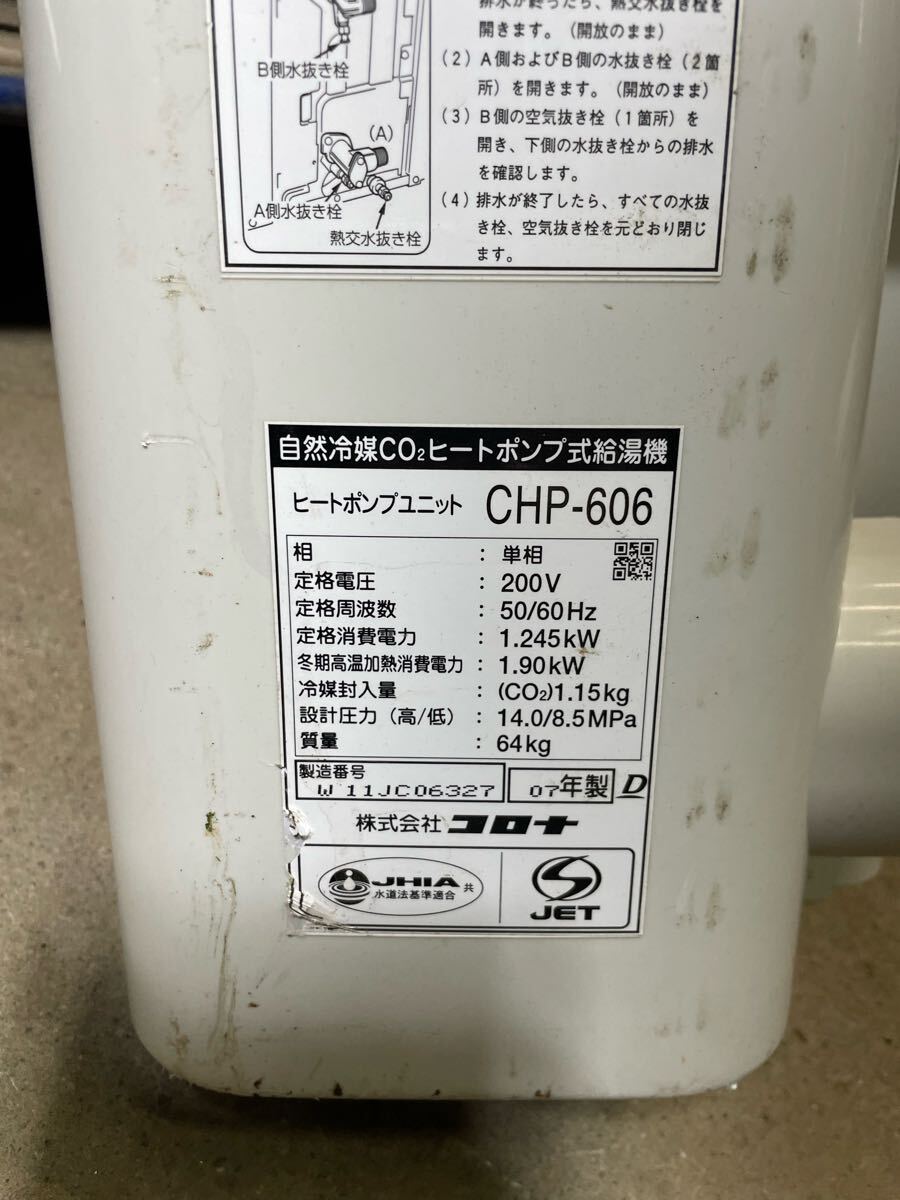 排水が終ったら、熱交水抜き栓を
開きます。（開放のまま）
(2) A側およびB側の水抜き栓（2箇
所）を開きます。（開放のまま）
(3) B側の空気抜き栓（1箇所）を
開き、下側の水抜き栓からの排水
を確認します。
(4) 排水が終了したら、すべての水抜
き栓、空気抜き栓を元どおり閉じ
ます。
B側水抜き栓
(A)
A側水抜き栓
熱交水抜き栓
自然冷媒CO₂ヒートポンプ式給湯機
ヒートポンプユニット CHP-606
相 : 単相
定格電圧 : 200V
定格周波数 : 50/60Hz
定格消費電力 : 1.245kW
冬期高温加熱消費電力 : 1.90kW
冷媒封入量 : (CO₂)1.15kg
設計圧力（高/低） : 14.0/8.5MPa
質量 : 64kg
製造番号
W 11JC06327
07年製 D
株式会社 コロナ
JHIA 共
水道法基準適合
JET